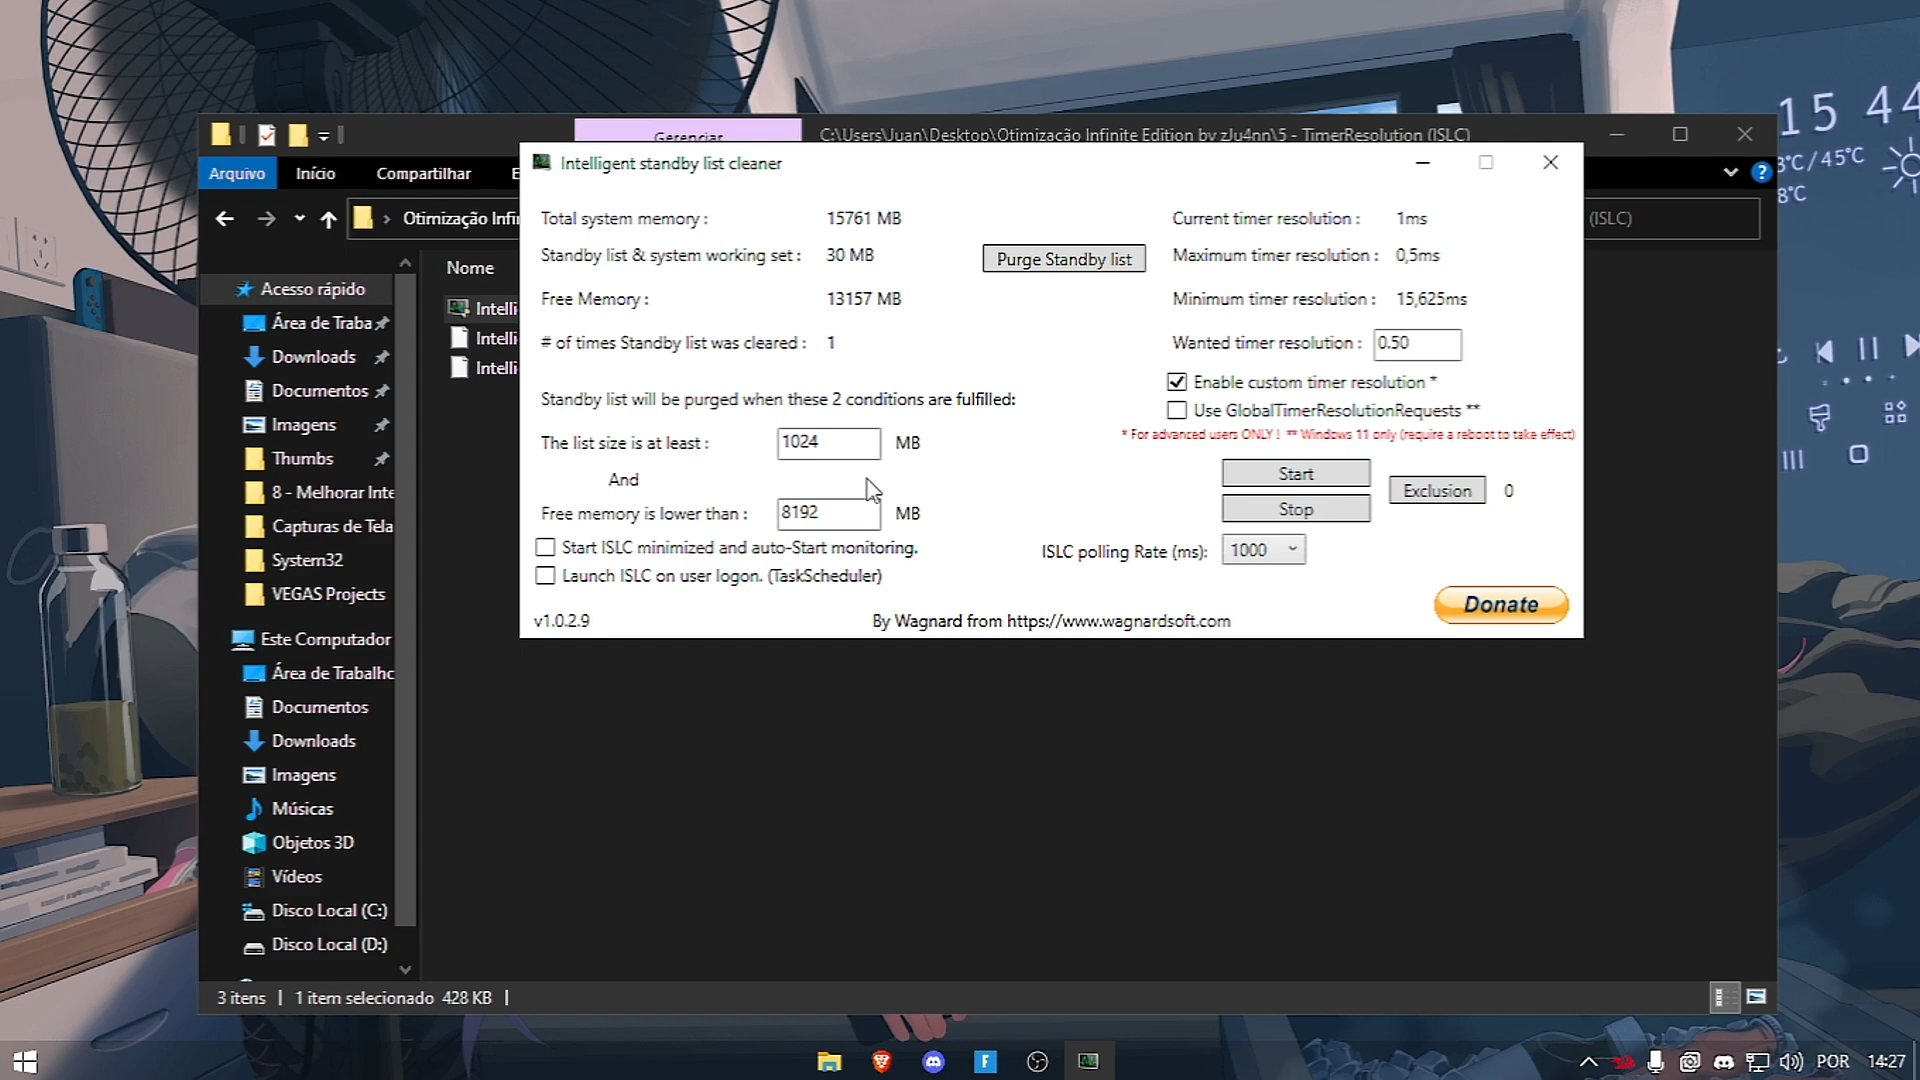 Gerenciar
C:\Users\Juan\Desktop\Otimização Infinite Edition by zJu4nn\5 - TimerResolution (ISLC)
Arquivo
Início
Compartilhar
E
Otimização Infin
(ISLC)
Acesso rápido
Área de Traba
Downloads
Documentos
Imagens
Thumbs
8 - Melhorar Inte
Capturas de Tela
System32
VEGAS Projects
Este Computador
Área de Trabalho
Documentos
Downloads
Imagens
Músicas
Objetos 3D
Vídeos
Disco Local (C:)
Disco Local (D:)
Nome
Intelli
Intelli
Intelli
3 itens
1 item selecionado 428 KB
Intelligent standby list cleaner
Total system memory : 15761 MB
Standby list & system working set : 30 MB
Purge Standby list
Free Memory : 13157 MB
# of times Standby list was cleared : 1
Standby list will be purged when these 2 conditions are fulfilled:
The list size is at least : 1024 MB
And
Free memory is lower than : 8192 MB
Start ISLC minimized and auto-Start monitoring.
Launch ISLC on user logon. (TaskScheduler)
v1.0.2.9
By Wagnard from https://www.wagnardsoft.com
Current timer resolution : 1ms
Maximum timer resolution : 0,5ms
Minimum timer resolution : 15,625ms
Wanted timer resolution : 0.50
Enable custom timer resolution *
Use GlobalTimerResolutionRequests **
* For advanced users ONLY ! ** Windows 11 only (require a reboot to take effect)
Start
Stop
Exclusion 0
ISLC polling Rate (ms): 1000
Donate
15 44
3°C/45°C
8°C
POR
14:27